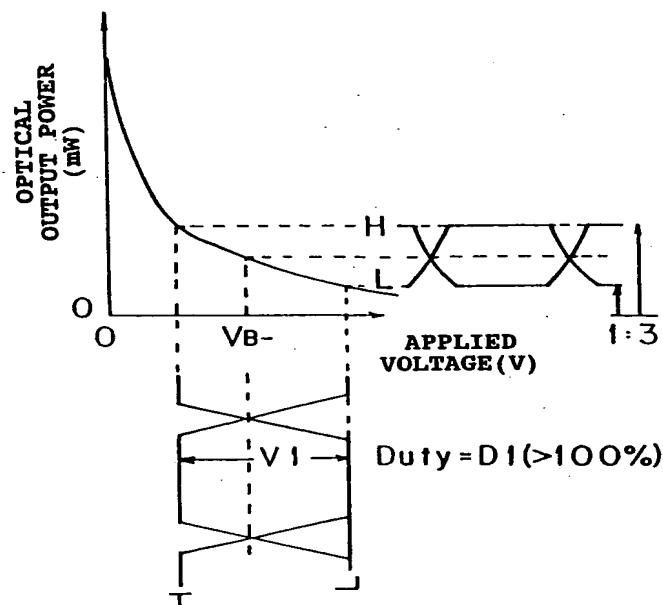 OPTICAL
OUTPUT POWER
(mW)
H
L
O
O
VB-
APPLIED
VOLTAGE(V)
1:3
V1
Duty=D1(>100%)
H
L